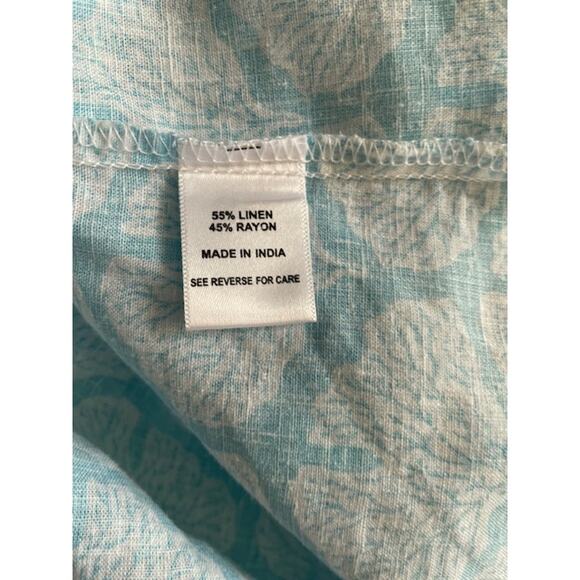 55% LINEN
45% RAYON
MADE IN INDIA
SEE REVERSE FOR CARE